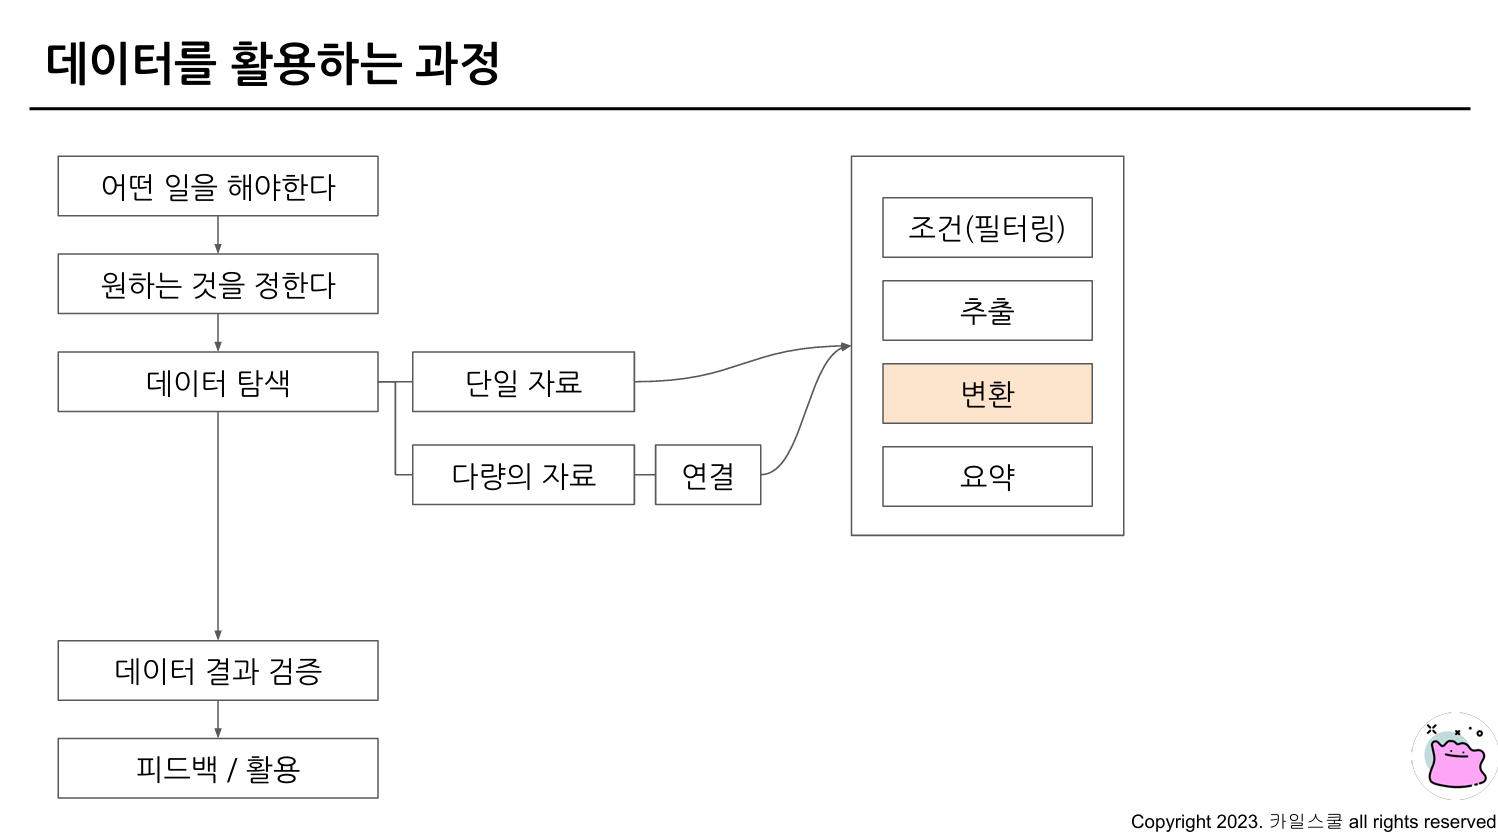 데이터를 활용하는 과정
어떤 일을 해야한다
원하는 것을 정한다
데이터 탐색
단일 자료
다량의 자료
연결
조건(필터링)
추출
변환
요약
데이터 결과 검증
피드백 / 활용
Copyright 2023. 카일스쿨 all rights reserved